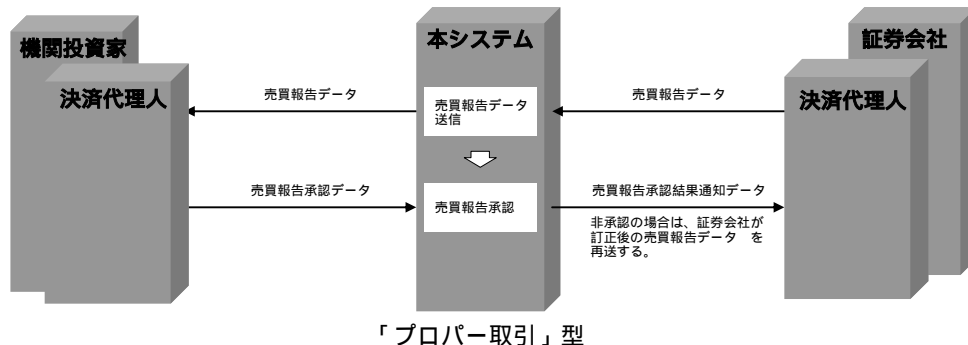 機関投資家
決済代理人
本システム
証券会社
決済代理人
売買報告データ
売買報告データ
送信
売買報告データ
売買報告承認データ
売買報告承認
売買報告承認結果通知データ
非承認の場合は、証券会社が
訂正後の売買報告データ　を
再送する。
「プロパー取引」型